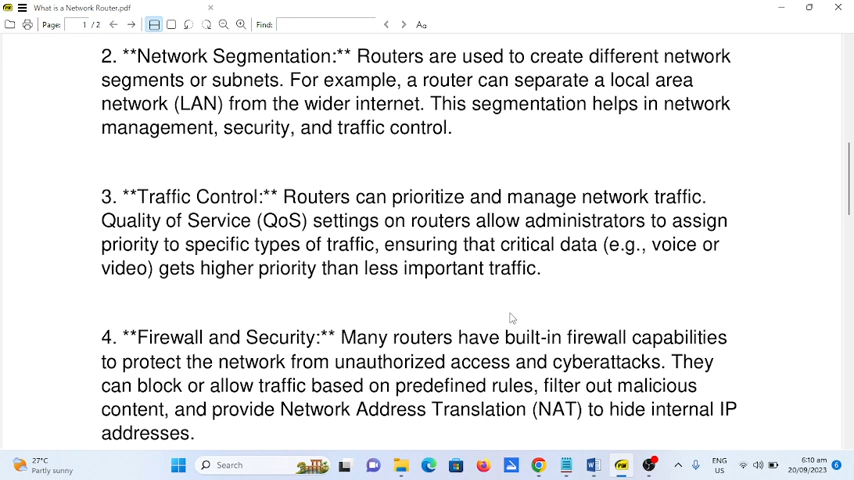 What is a Network Router.pdf
Page: 1 / 2 Find:
2. **Network Segmentation:** Routers are used to create different network
segments or subnets. For example, a router can separate a local area
network (LAN) from the wider internet. This segmentation helps in network
management, security, and traffic control.
3. **Traffic Control:** Routers can prioritize and manage network traffic.
Quality of Service (QoS) settings on routers allow administrators to assign
priority to specific types of traffic, ensuring that critical data (e.g., voice or
video) gets higher priority than less important traffic.
4. **Firewall and Security:** Many routers have built-in firewall capabilities
to protect the network from unauthorized access and cyberattacks. They
can block or allow traffic based on predefined rules, filter out malicious
content, and provide Network Address Translation (NAT) to hide internal IP
addresses.
27°C
Partly sunny
Search
ENG
US
6:10 am
20/09/2023
6